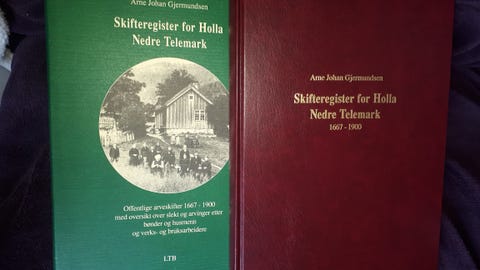 Arne Johan Gjermundsen
Skifteregister for Holla
Nedre Telemark
Offentlige arveskifter 1667 - 1900
med oversikt over slekt og arvinger etter
bønder og husmenn
og verks- og bruksarbeidere
LTB
Arne Johan Gjermundsen
Skifteregister for Holla
Nedre Telemark
1667 - 1900